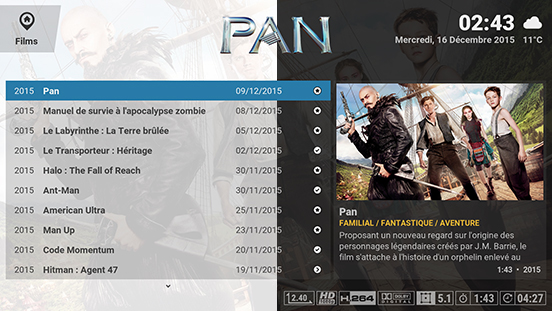 Films
PAN
02:43
Mercredi, 16 Décembre 2015 11°C
2015 Pan 09/12/2015
2015 Manuel de survie à l'apocalypse zombie 08/12/2015
2015 Le Labyrinthe : La Terre brûlée 05/12/2015
2015 Le Transporteur : Héritage 02/12/2015
2015 Halo : The Fall of Reach 30/11/2015
2015 Ant-Man 30/11/2015
2015 American Ultra 25/11/2015
2015 Man Up 23/11/2015
2015 Code Momentum 20/11/2015
2015 Hitman : Agent 47 19/11/2015
Pan
FAMILIAL / FANTASTIQUE / AVENTURE
Proposant un nouveau regard sur l'origine des
personnages légendaires créés par J.M. Barrie, le
film s'attache à l'histoire d'un orphelin enlevé au
1:43 • 2015
2.40 HD H.264 DOLBY DIGITAL 5.1 1:43 04:27